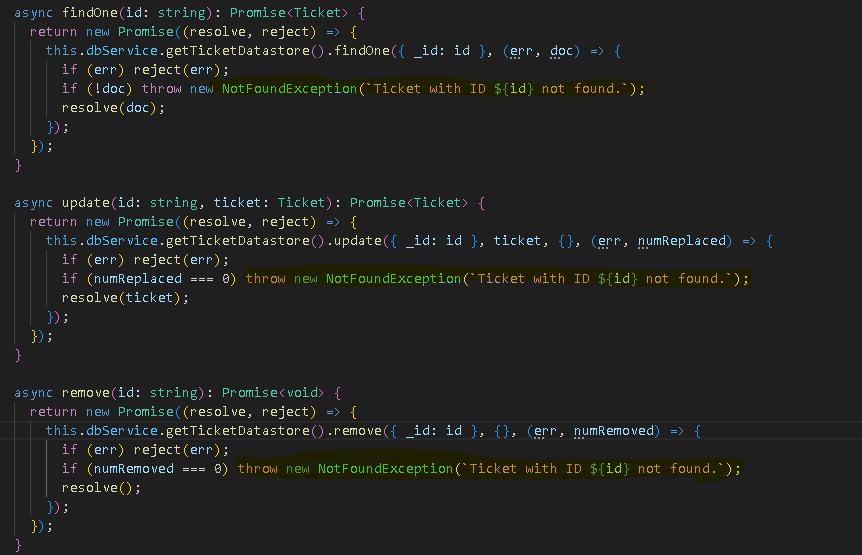 async findOne(id: string): Promise<Ticket> {
return new Promise((resolve, reject) => {
this.dbService.getTicketDatastore().findOne({ _id: id }, (err, doc) => {
if (err) reject(err);
if (!doc) throw new NotFoundException(`Ticket with ID ${id} not found.`);
resolve(doc);
});
});
}
async update(id: string, ticket: Ticket): Promise<Ticket> {
return new Promise((resolve, reject) => {
this.dbService.getTicketDatastore().update({ _id: id }, ticket, {}, (err, numReplaced) => {
if (err) reject(err);
if (numReplaced === 0) throw new NotFoundException(`Ticket with ID ${id} not found.`);
resolve(ticket);
});
});
}
async remove(id: string): Promise<void> {
return new Promise((resolve, reject) => {
this.dbService.getTicketDatastore().remove({ _id: id }, {}, (err, numRemoved) => {
if (err) reject(err);
if (numRemoved === 0) throw new NotFoundException(`Ticket with ID ${id} not found.`);
resolve();
});
});
}